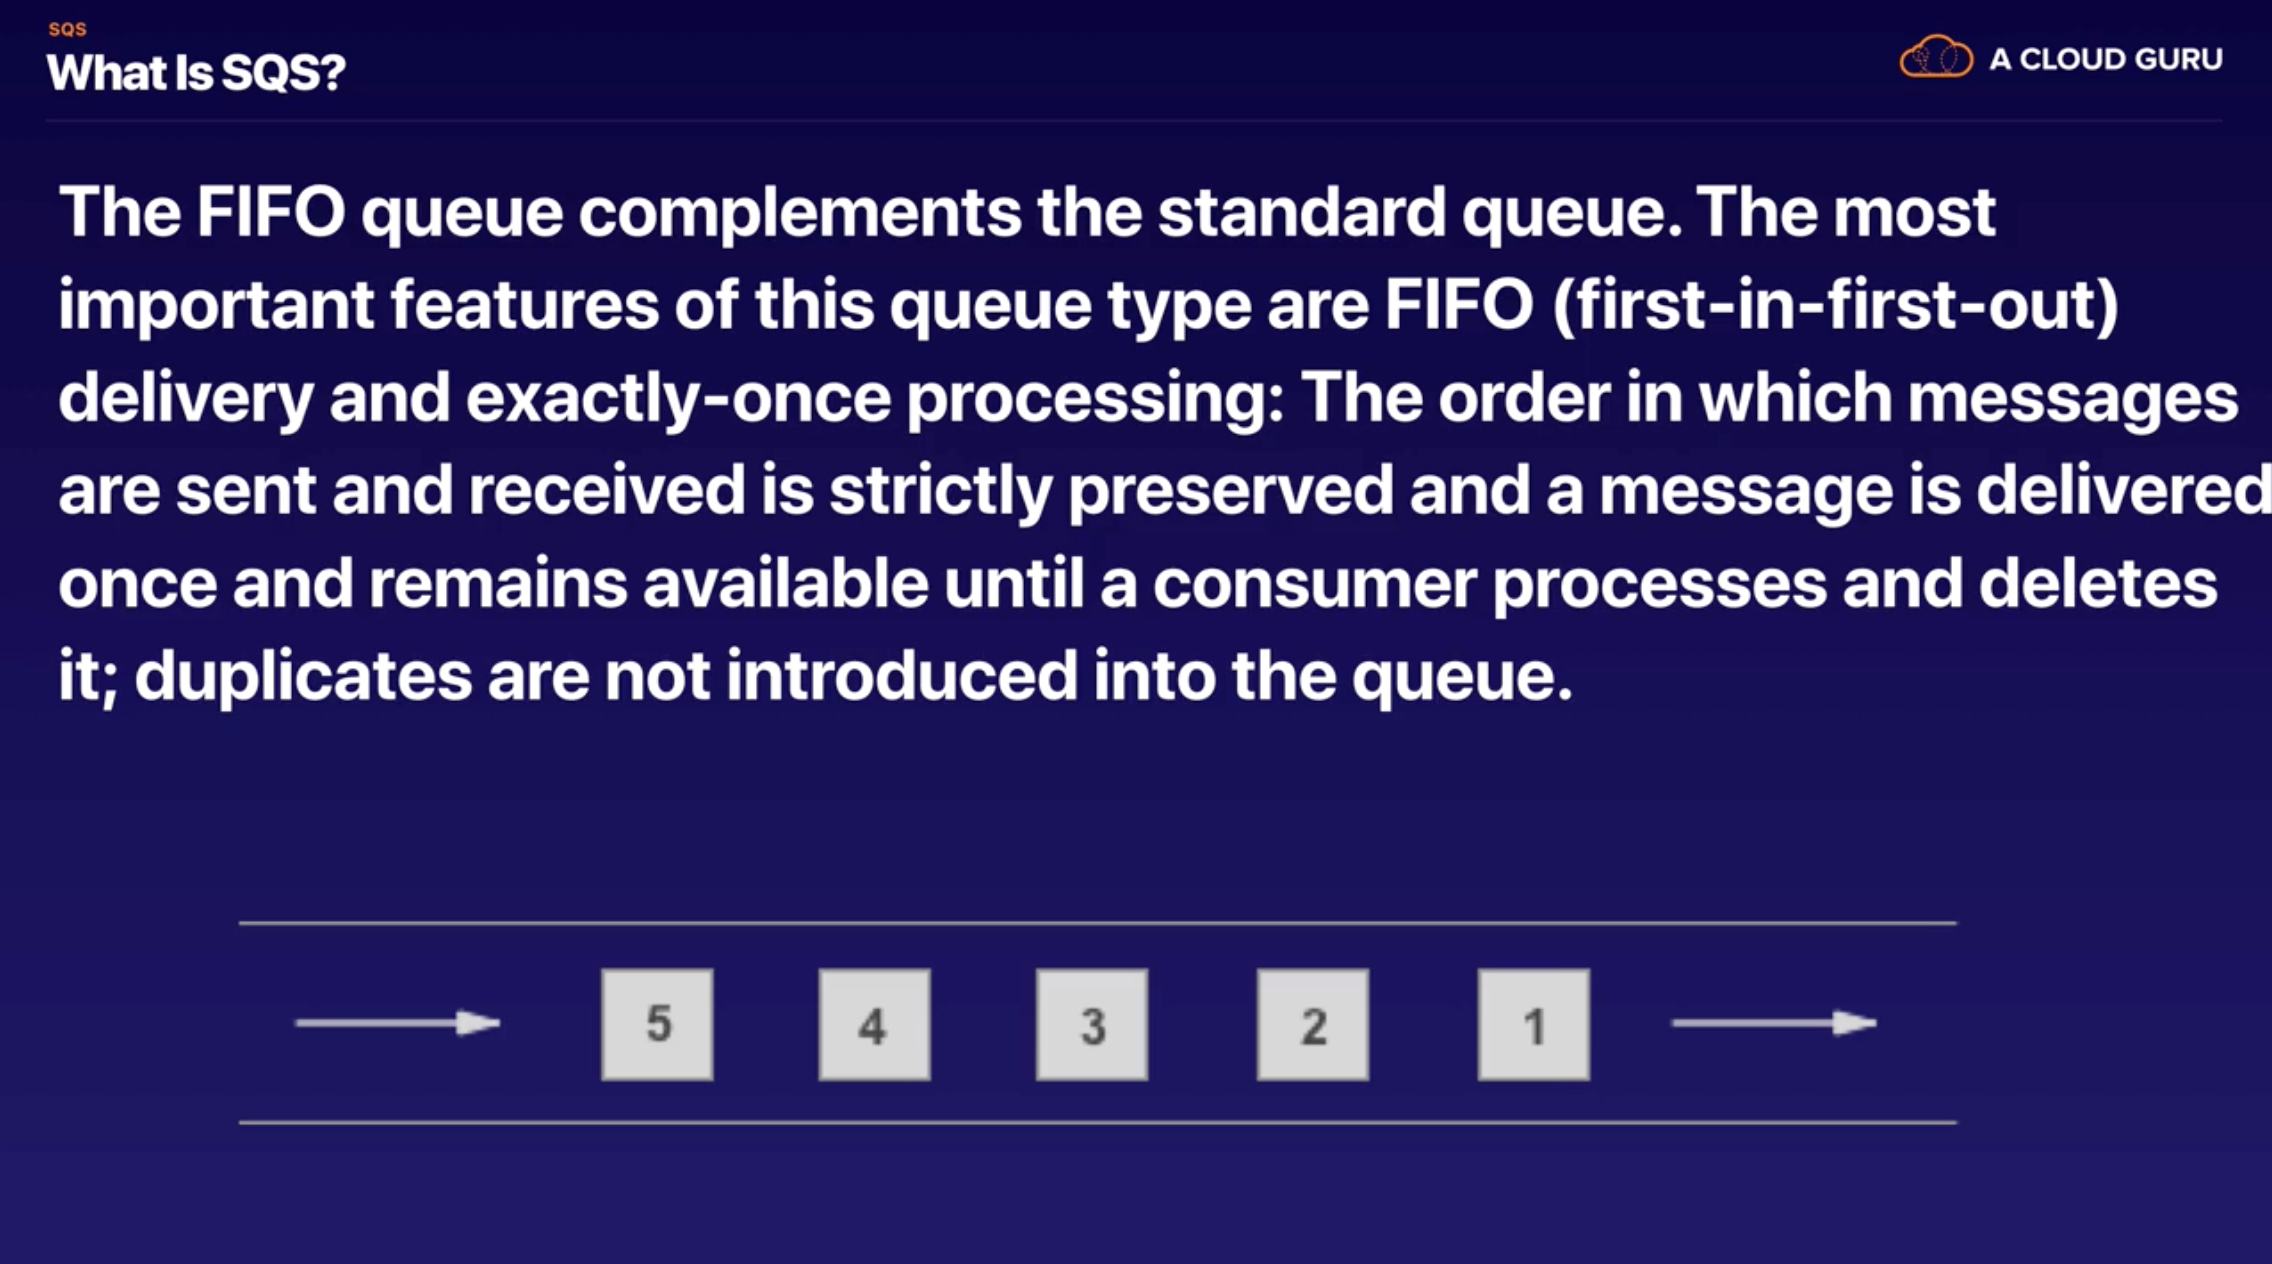 SQS
What Is SQS?
A CLOUD GURU
The FIFO queue complements the standard queue. The most
important features of this queue type are FIFO (first-in-first-out)
delivery and exactly-once processing: The order in which messages
are sent and received is strictly preserved and a message is delivered
once and remains available until a consumer processes and deletes
it; duplicates are not introduced into the queue.
5 4 3 2 1